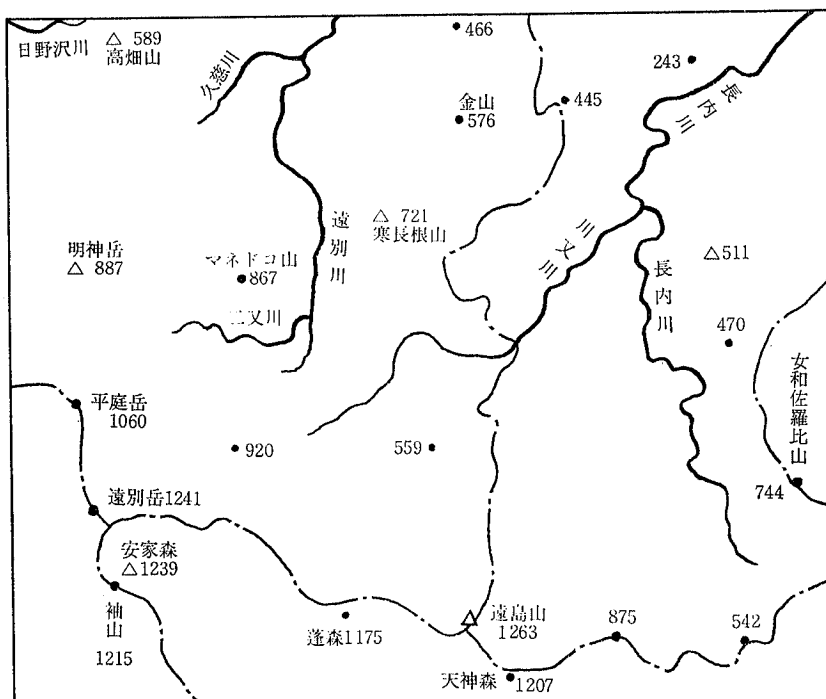 日野沢川
△ 589
高畑山
久慈川
466
243
金山
576
445
長内川
遠別川
△ 721
寒長根山
川又川
明神岳
△ 887
マネドコ山
867
二又川
長内川
△511
470
女和佐羅比山
744
平庭岳
1060
920
559
遠別岳1241
安家森
△1239
袖山
1215
蓬森1175
遠島山
1263
875
542
天神森
1207